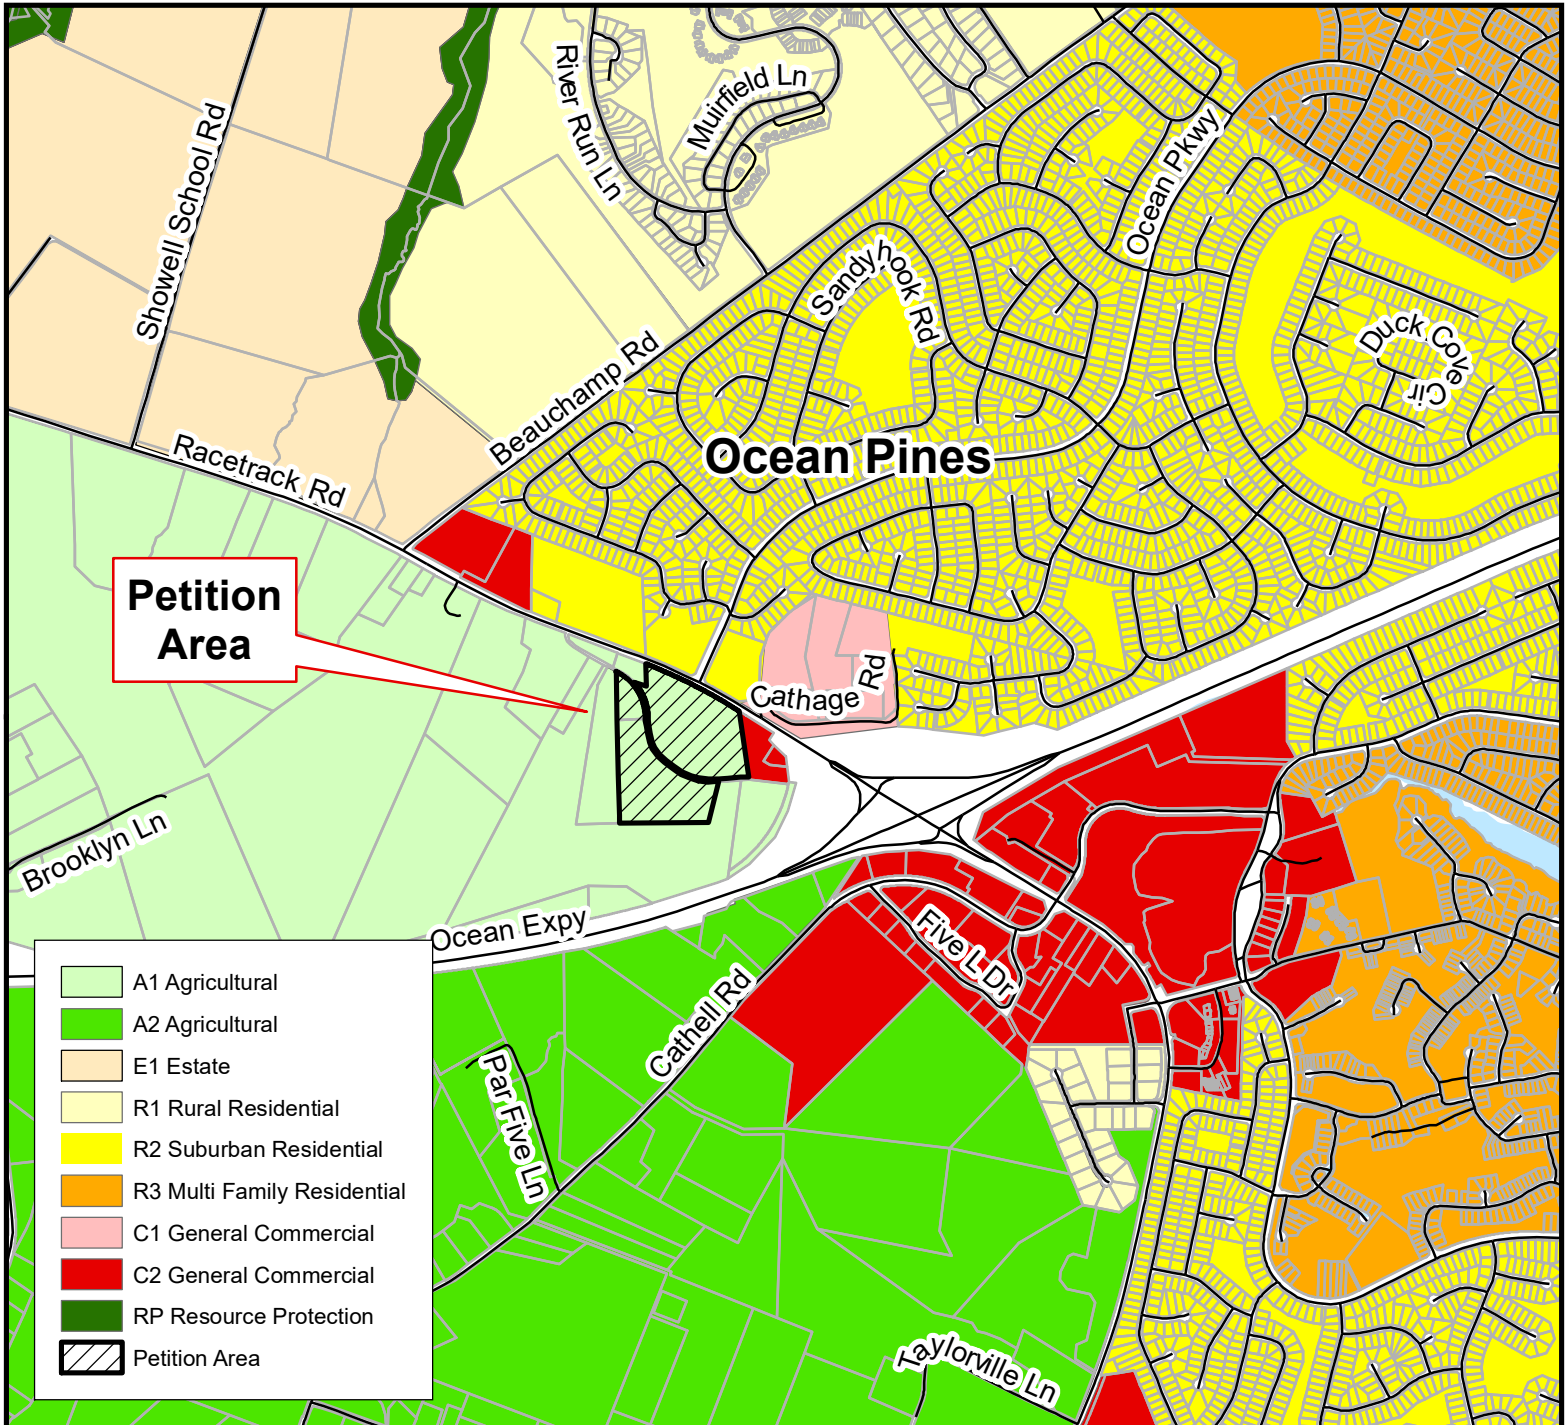 River Run Ln
Muirfield Ln
Showell School Rd
Ocean Pkwy
Sandyhook Rd
Duck Cove Cir
Beauchamp Rd
Racetrack Rd
Ocean Pines
Petition
Area
Cathage Rd
Brooklyn Ln
Ocean Expy
Five L Dr
Cathell Rd
Par Five Ln
Taylorville Ln
A1 Agricultural
A2 Agricultural
E1 Estate
R1 Rural Residential
R2 Suburban Residential
R3 Multi Family Residential
C1 General Commercial
C2 General Commercial
RP Resource Protection
Petition Area